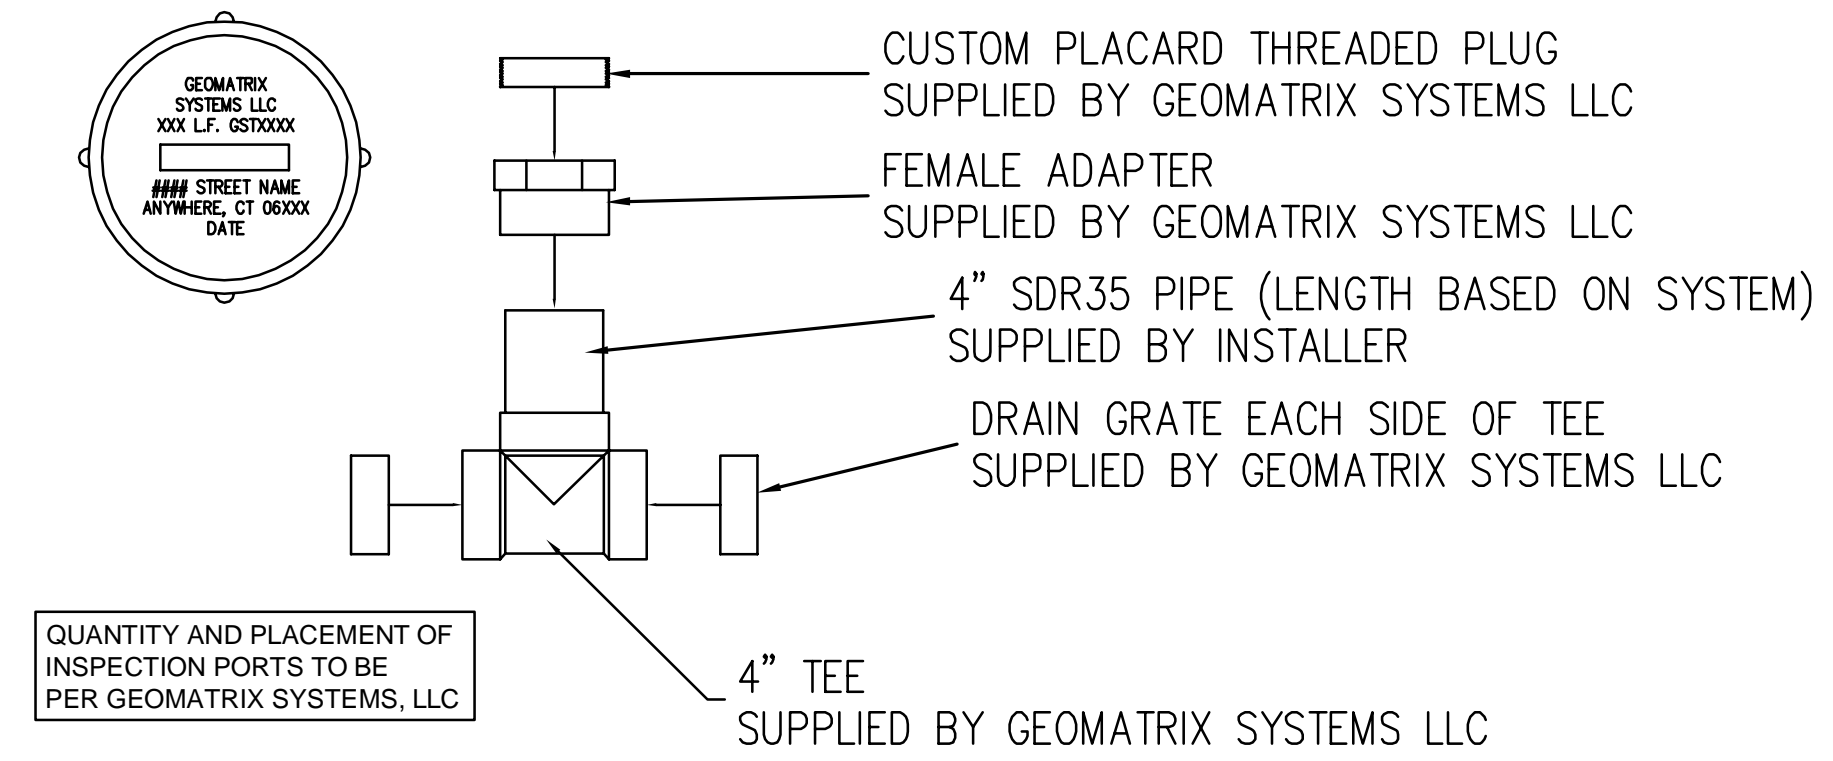 GEOMATRIX
SYSTEMS LLC
XXX L.F. GSTXXXX
#### STREET NAME
ANYWHERE, CT 06XXX
DATE
CUSTOM PLACARD THREADED PLUG
SUPPLIED BY GEOMATRIX SYSTEMS LLC
FEMALE ADAPTER
SUPPLIED BY GEOMATRIX SYSTEMS LLC
4" SDR35 PIPE (LENGTH BASED ON SYSTEM)
SUPPLIED BY INSTALLER
DRAIN GRATE EACH SIDE OF TEE
SUPPLIED BY GEOMATRIX SYSTEMS LLC
QUANTITY AND PLACEMENT OF
INSPECTION PORTS TO BE
PER GEOMATRIX SYSTEMS, LLC
4" TEE
SUPPLIED BY GEOMATRIX SYSTEMS LLC